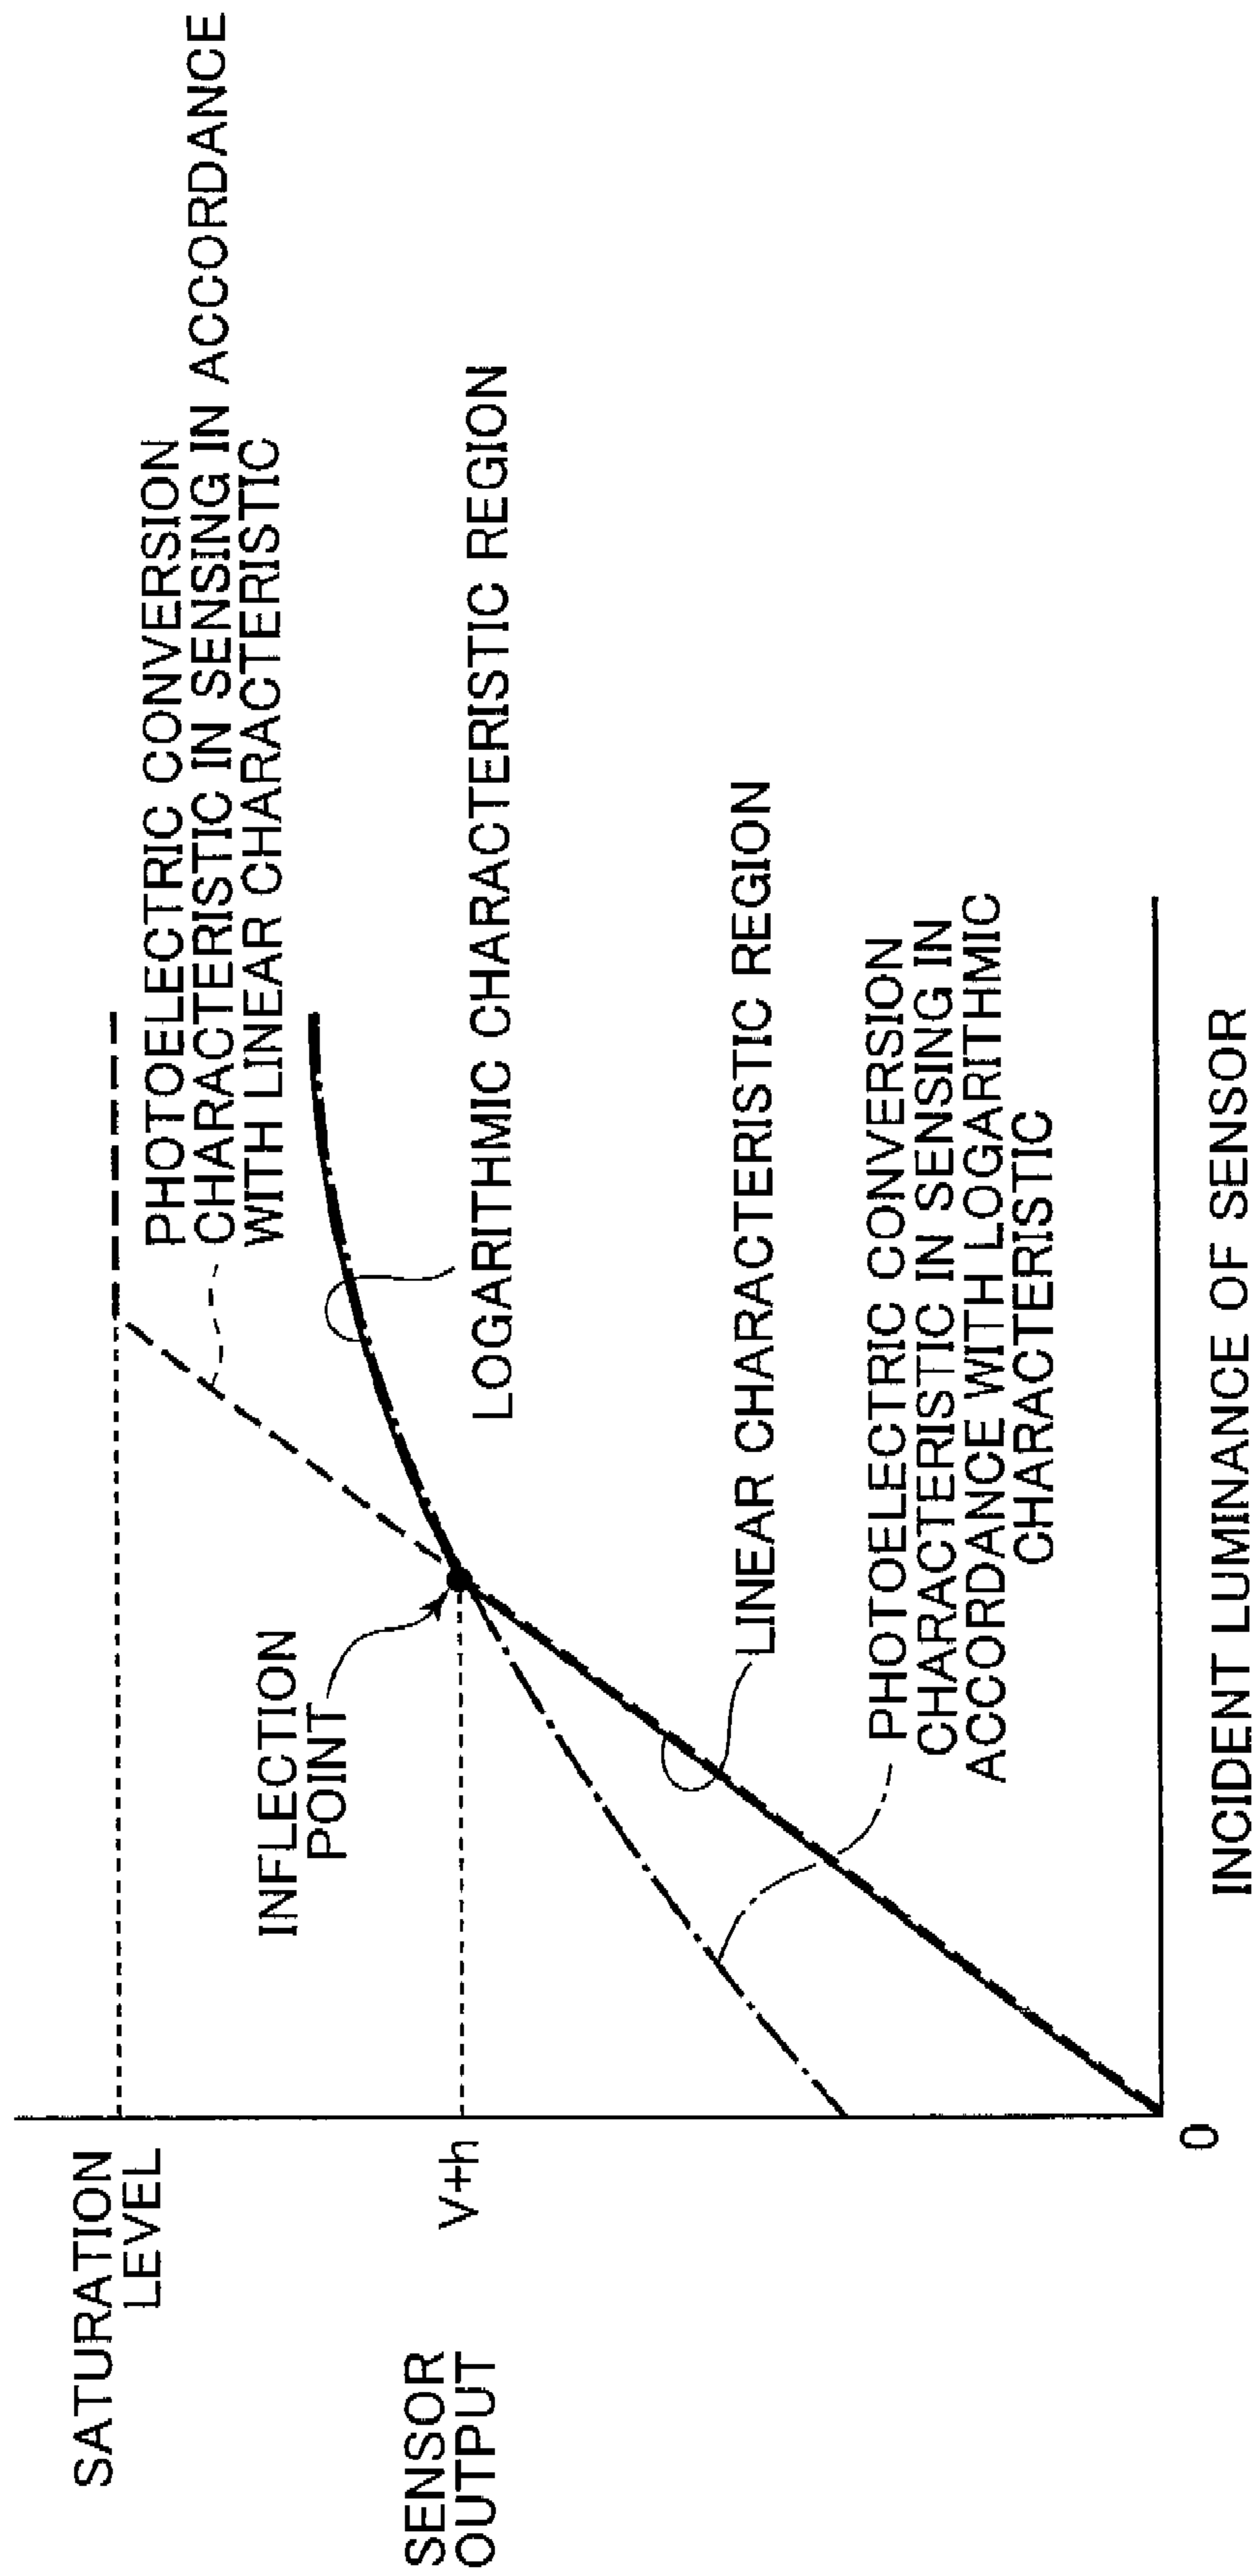 SATURATION
LEVEL
PHOTOELECTRIC CONVERSION
CHARACTERISTIC IN SENSING IN ACCORDANCE
WITH LINEAR CHARACTERISTIC
INFLECTION
POINT
SENSOR
OUTPUT
V+h
LOGARITHMIC CHARACTERISTIC REGION
LINEAR CHARACTERISTIC REGION
PHOTOELECTRIC CONVERSION
CHARACTERISTIC IN SENSING IN
ACCORDANCE WITH LOGARITHMIC
CHARACTERISTIC
0
INCIDENT LUMINANCE OF SENSOR